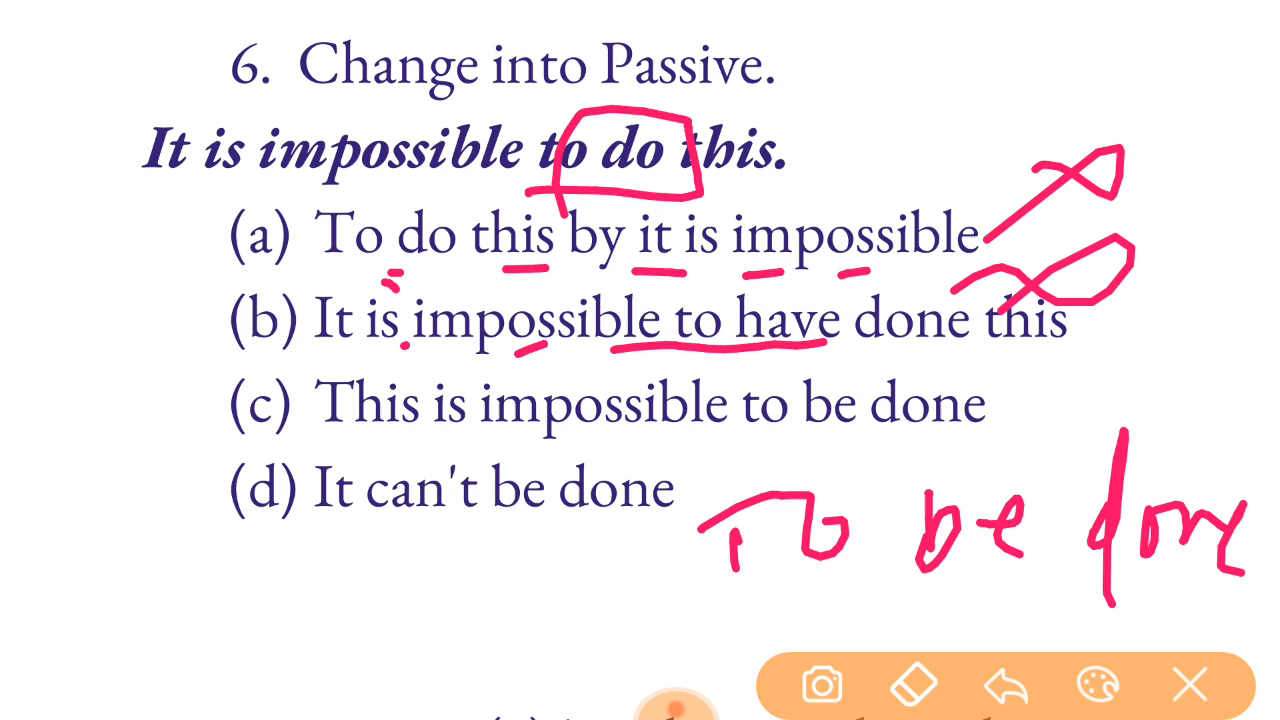 6. Change into Passive.
It is impossible to do this.
(a) To do this by it is impossible
(b) It is impossible to have done this
(c) This is impossible to be done
(d) It can't be done
To be done